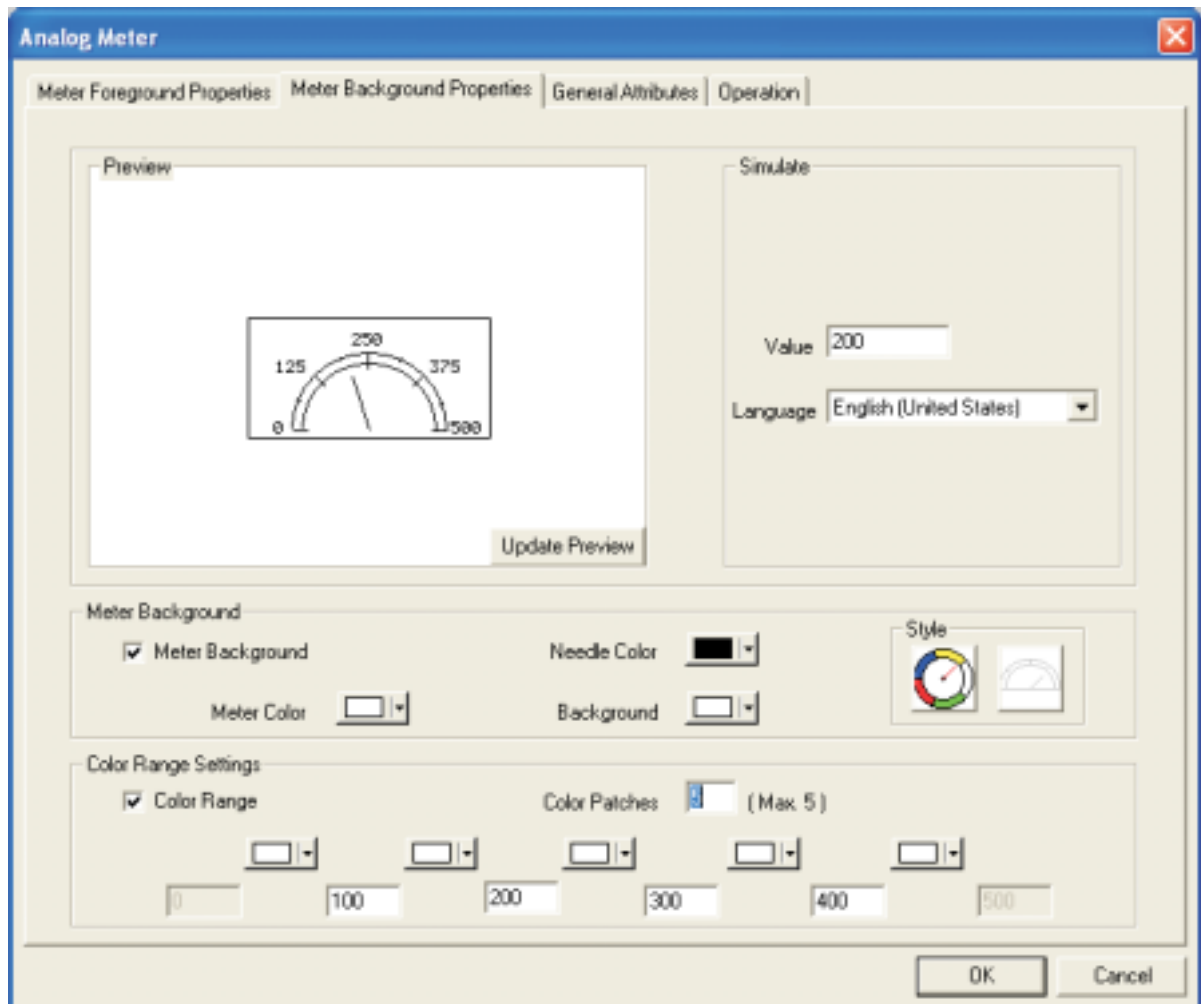 Analog Meter
Meter Foreground Properties Meter Background Properties General Attributes Operation
Preview
Simulate
250
125 375
0 500
Value 200
Language English (United States)
Update Preview
Meter Background
Meter Background Needle Color Style
Meter Color Background
Color Range Settings
Color Range Color Patches (Max. 5)
0 100 200 300 400 500
OK Cancel